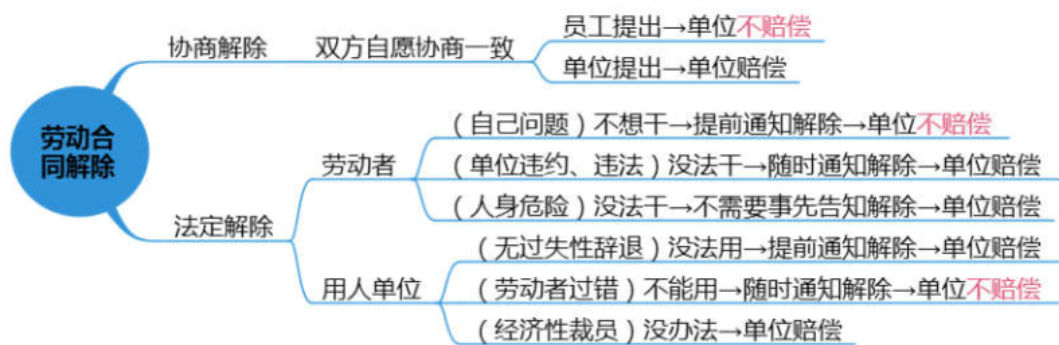 劳动合
同解除
协商解除
双方自愿协商一致
员工提出→单位不赔偿
单位提出→单位赔偿
法定解除
劳动者
（自己问题）不想干→提前通知解除→单位不赔偿
（单位违约、违法）没法干→随时通知解除→单位赔偿
（人身危险）没法干→不需要事先告知解除→单位赔偿
用人单位
（无过失性辞退）没法用→提前通知解除→单位赔偿
（劳动者过错）不能用→随时通知解除→单位不赔偿
（经济性裁员）没办法→单位赔偿